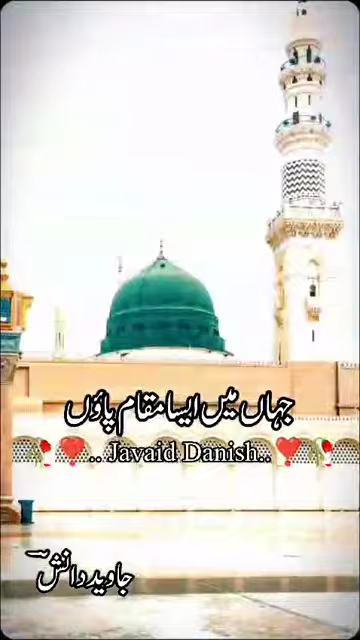 جہاں میں ایسا مقام پاؤں
🥀❣️.. Javaid Danish..❣️🥀
جاوید دانش